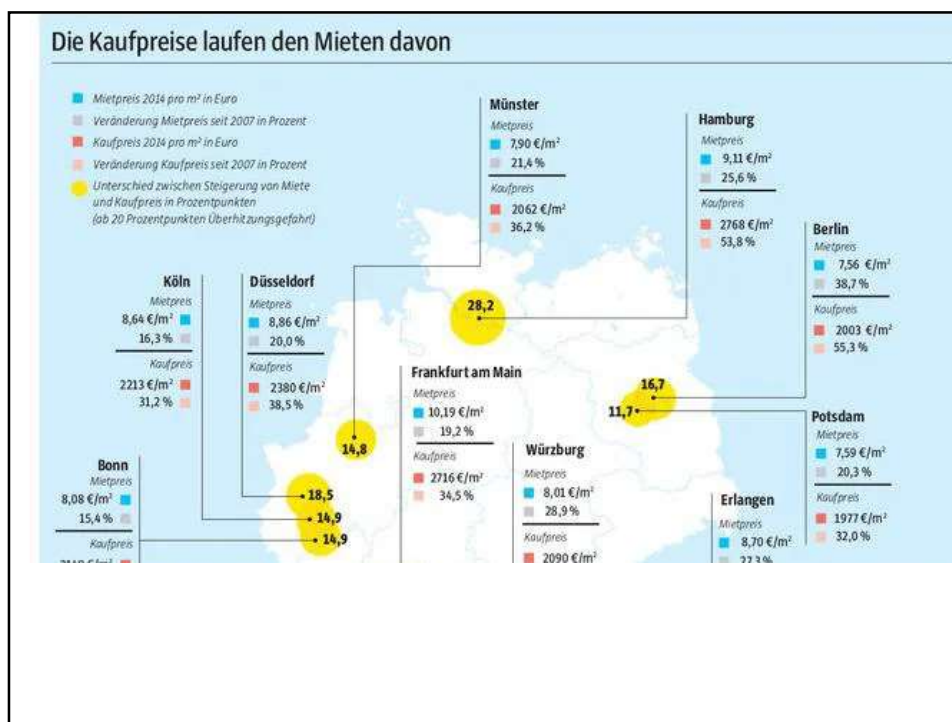 Die Kaufpreise laufen den Mieten davon
Mietpreis 2014 pro m² in Euro
Veränderung Mietpreis seit 2007 in Prozent
Kaufpreis 2014 pro m² in Euro
Veränderung Kaufpreis seit 2007 in Prozent
Unterschied zwischen Steigerung von Miete
und Kaufpreis in Prozentpunkten
(ab 20 Prozentpunkten Überhitzungsgefahr!)
Münster
Mietpreis
7,90 €/m²
21,4 %
Kaufpreis
2062 €/m²
36,2 %
Hamburg
Mietpreis
9,11 €/m²
25,6 %
Kaufpreis
2768 €/m²
53,8 %
Berlin
Mietpreis
7,56 €/m²
38,7 %
Kaufpreis
2003 €/m²
55,3 %
Köln
Mietpreis
8,64 €/m²
16,3 %
Kaufpreis
2213 €/m²
31,2 %
Düsseldorf
Mietpreis
8,86 €/m²
20,0 %
Kaufpreis
2380 €/m²
38,5 %
28,2
Frankfurt am Main
Mietpreis
10,19 €/m²
19,2 %
Kaufpreis
2716 €/m²
34,5 %
16,7
11,7
Potsdam
Mietpreis
7,59 €/m²
20,3 %
Kaufpreis
1977 €/m²
32,0 %
14,8
Würzburg
Mietpreis
8,01 €/m²
28,9 %
Kaufpreis
2090 €/m²
Bonn
Mietpreis
8,08 €/m²
15,4 %
Kaufpreis
18,5
14,9
14,9
Erlangen
Mietpreis
8,70 €/m²
27,3 %